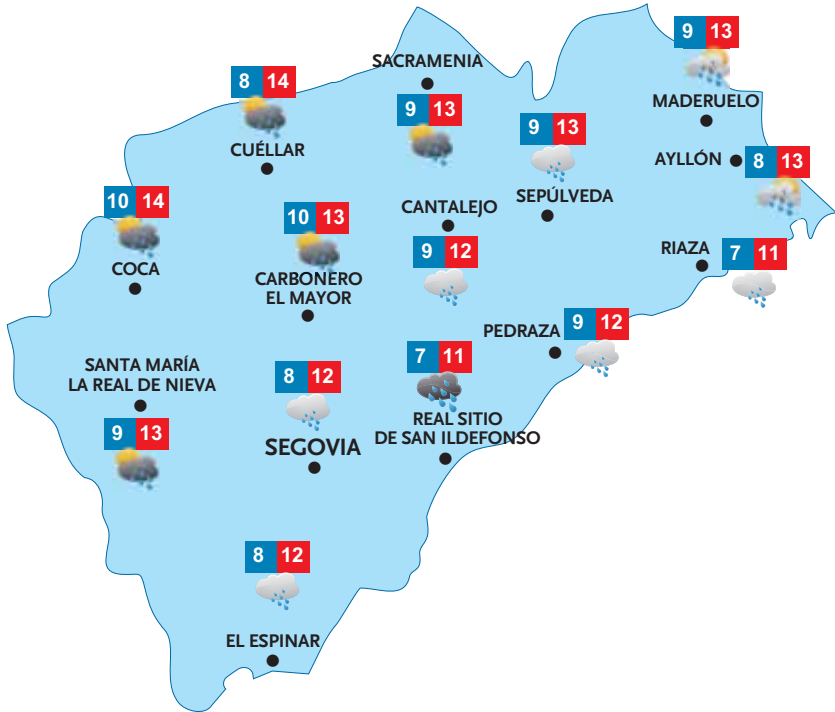 9 13
MADERUELO
SACRAMENIA
9 13
8 14
CUÉLLAR
9 13
SEPÚLVEDA
AYLLÓN
8 13
10 14
COCA
10 13
CARBONERO
EL MAYOR
CANTALEJO
9 12
RIAZA
7 11
PEDRAZA
9 12
SANTA MARÍA
LA REAL DE NIEVA
9 13
8 12
SEGOVIA
7 11
REAL SITIO
DE SAN ILDEFONSO
8 12
EL ESPINAR